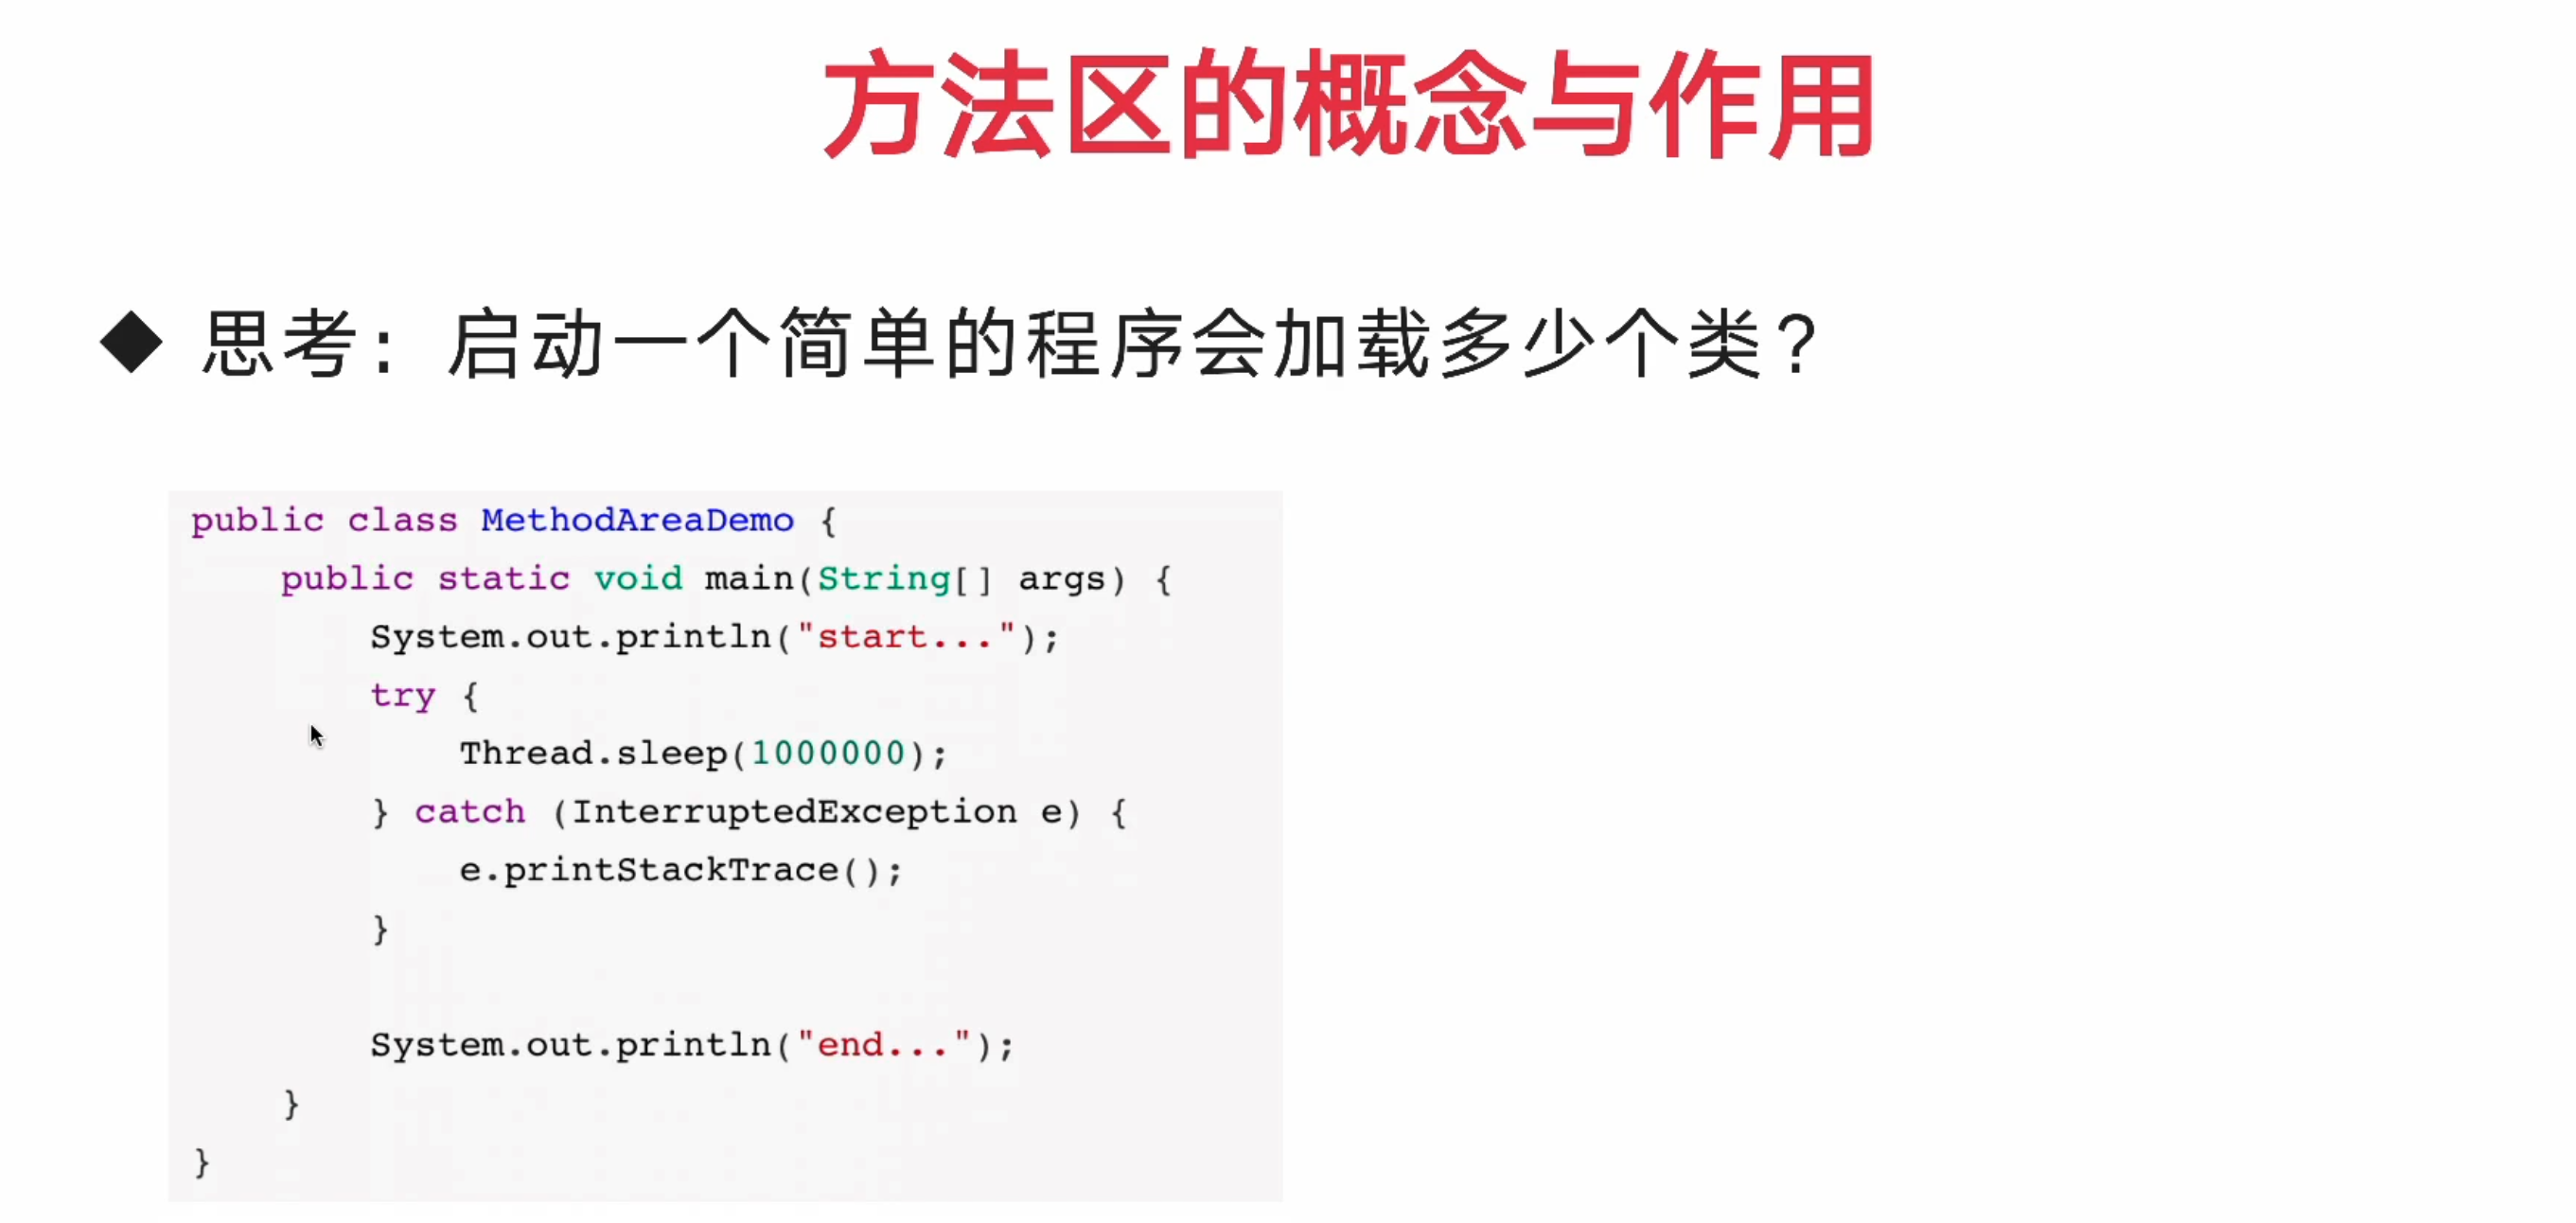 方法区的概念与作用
◆ 思考：启动一个简单的程序会加载多少个类？
public class MethodAreaDemo {
    public static void main(String[] args) {
        System.out.println("start...");
        try {
            Thread.sleep(1000000);
        } catch (InterruptedException e) {
            e.printStackTrace();
        }

        System.out.println("end...");
    }
}